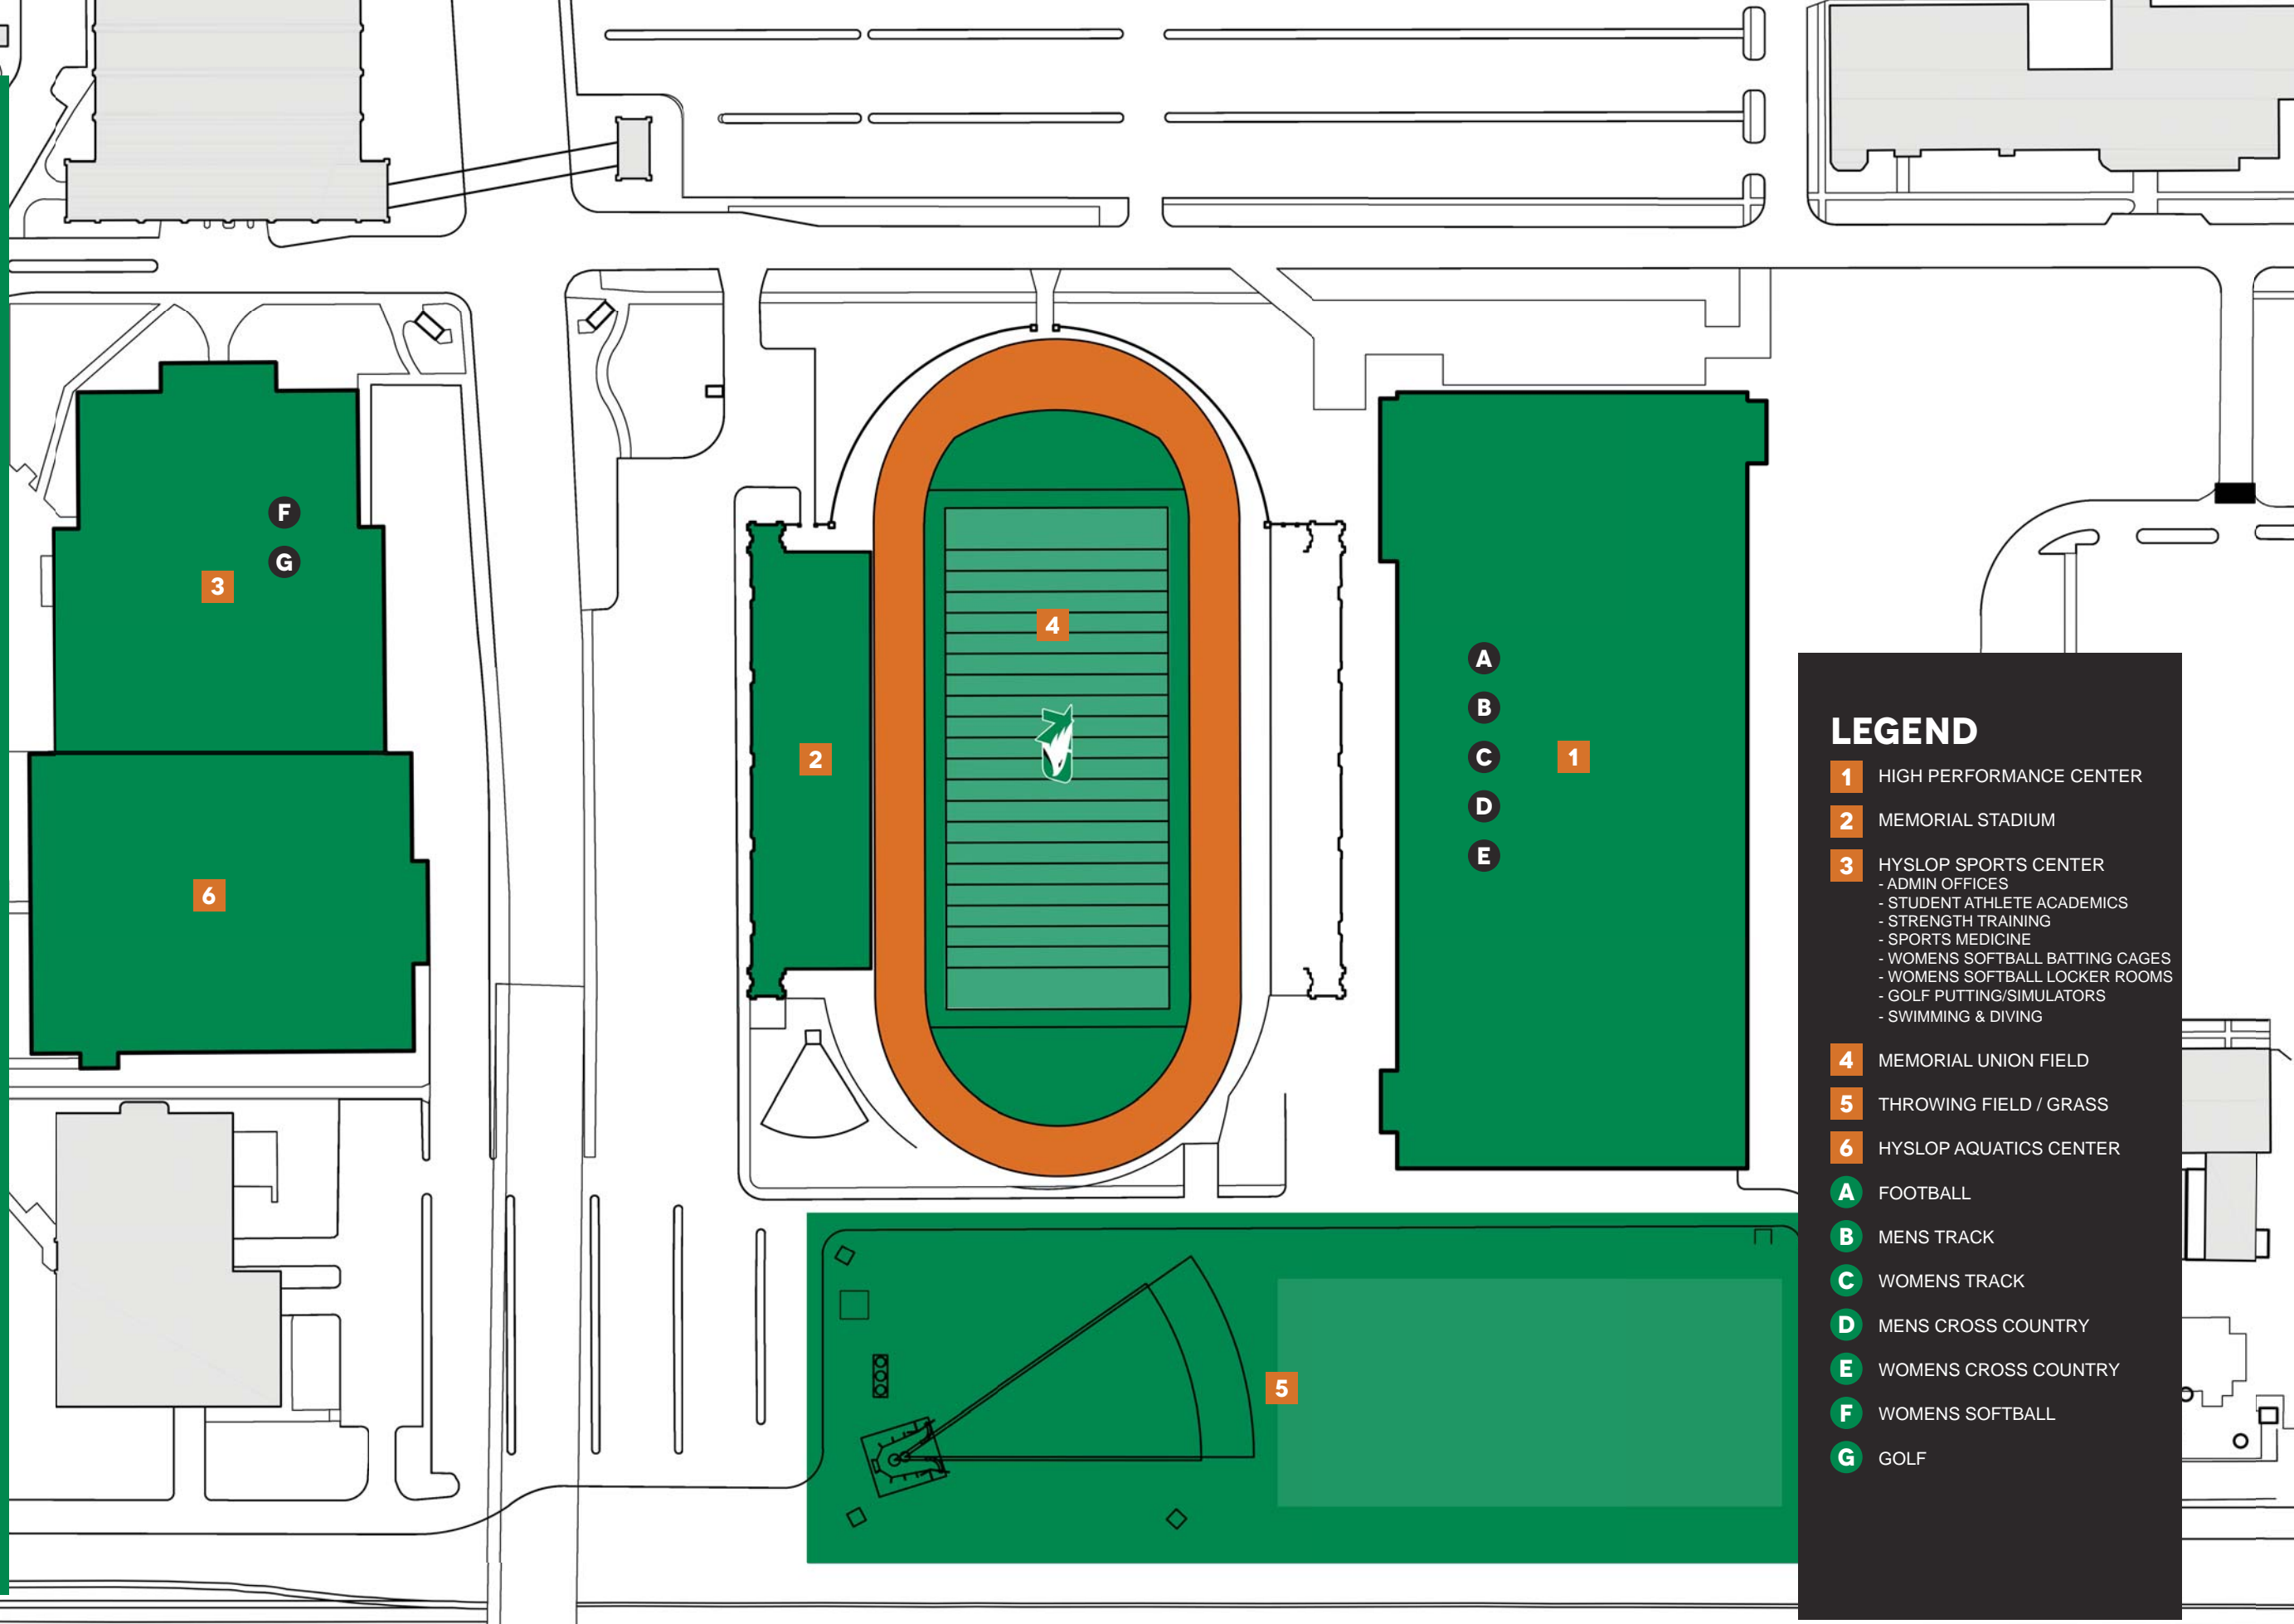 F
G
3
4
A
B
2
C
1
D
E
6
5
LEGEND
1 HIGH PERFORMANCE CENTER
2 MEMORIAL STADIUM
3 HYSLOP SPORTS CENTER
- ADMIN OFFICES
- STUDENT ATHLETE ACADEMICS
- STRENGTH TRAINING
- SPORTS MEDICINE
- WOMENS SOFTBALL BATTING CAGES
- WOMENS SOFTBALL LOCKER ROOMS
- GOLF PUTTING/SIMULATORS
- SWIMMING & DIVING
4 MEMORIAL UNION FIELD
5 THROWING FIELD / GRASS
6 HYSLOP AQUATICS CENTER
A FOOTBALL
B MENS TRACK
C WOMENS TRACK
D MENS CROSS COUNTRY
E WOMENS CROSS COUNTRY
F WOMENS SOFTBALL
G GOLF